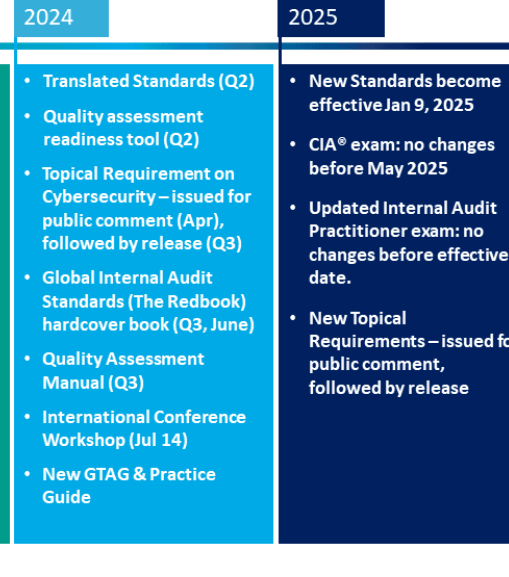 2024
• Translated Standards (Q2)
• Quality assessment
readiness tool (Q2)
• Topical Requirement on
Cybersecurity – issued for
public comment (Apr),
followed by release (Q3)
• Global Internal Audit
Standards (The Redbook)
hardcover book (Q3, June)
• Quality Assessment
Manual (Q3)
• International Conference
Workshop (Jul 14)
• New GTAG & Practice
Guide
2025
• New Standards become
effective Jan 9, 2025
• CIA® exam: no changes
before May 2025
• Updated Internal Audit
Practitioner exam: no
changes before effective
date.
• New Topical
Requirements – issued
public comment,
followed by release